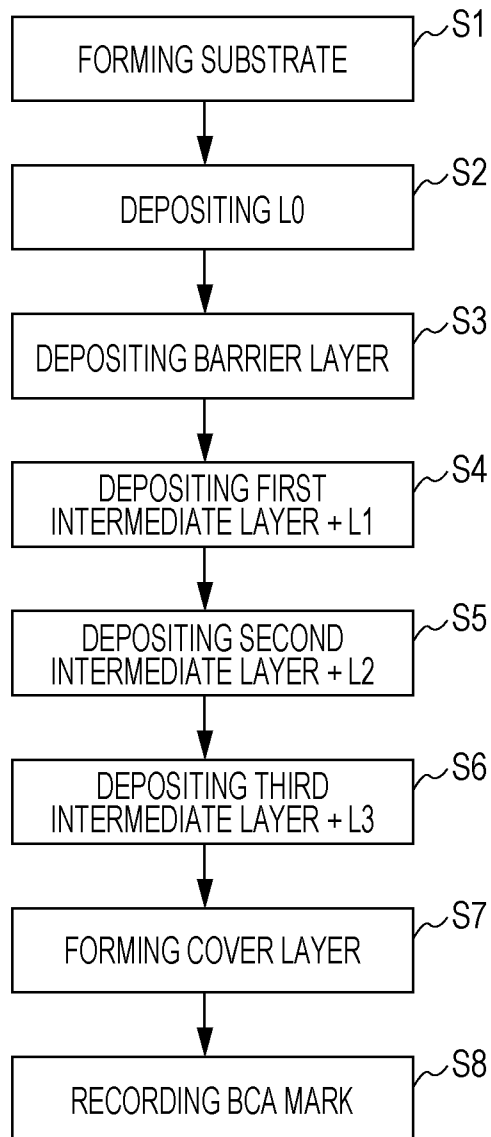 S1
FORMING SUBSTRATE
S2
DEPOSITING L0
S3
DEPOSITING BARRIER LAYER
S4
DEPOSITING FIRST
INTERMEDIATE LAYER + L1
S5
DEPOSITING SECOND
INTERMEDIATE LAYER + L2
S6
DEPOSITING THIRD
INTERMEDIATE LAYER + L3
S7
FORMING COVER LAYER
S8
RECORDING BCA MARK